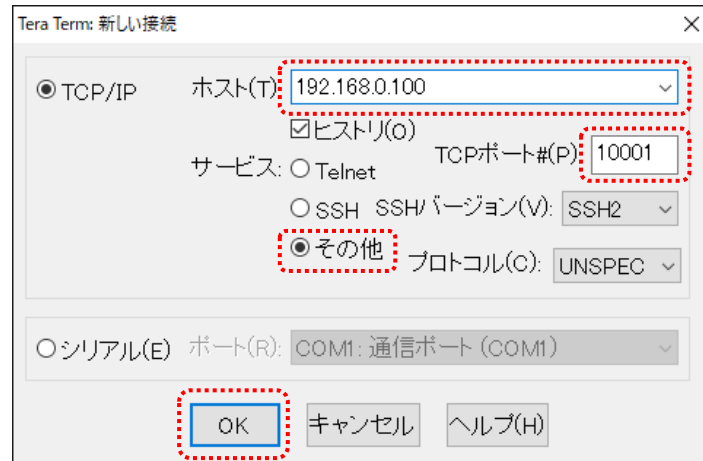 Tera Term: 新しい接続
TCP/IP ホスト(T): 192.168.0.100
ヒストリ(O)
サービス: Telnet TCPポート#(P): 10001
SSH SSHバージョン(V): SSH2
その他 プロトコル(C): UNSPEC
シリアル(E) ポート(R): COM1: 通信ポート (COM1)
OK キャンセル ヘルプ(H)